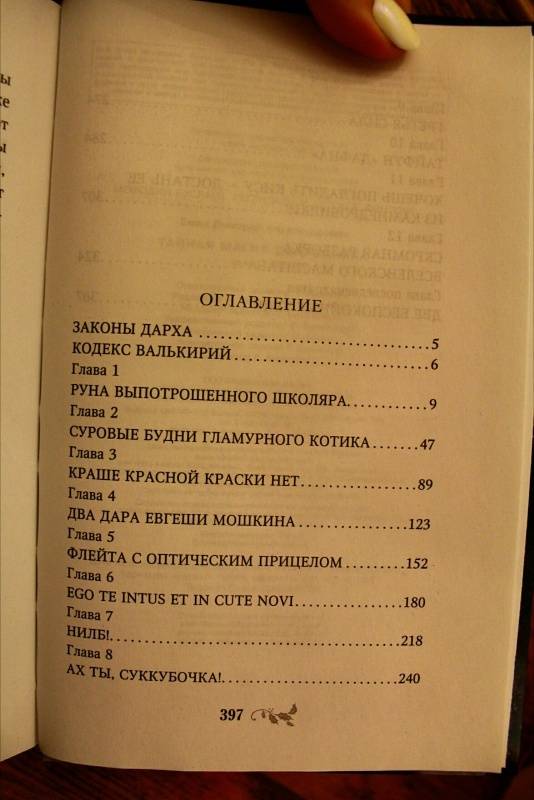 ОГЛАВЛЕНИЕ
ЗАКОНЫ ДАРХА ..............................5
КОДЕКС ВАЛЬКИРИЙ.........................6
Глава 1
РУНА ВЫПОТРОШЕННОГО ШКОЛЯРА..........9
Глава 2
СУРОВЫЕ БУДНИ ГЛАМУРНОГО КОТИКА.......47
Глава 3
КРАШЕ КРАСНОЙ КРАСКИ НЕТ...............89
Глава 4
ДВА ДАРА ЕВГЕШИ МОШКИНА...............123
Глава 5
ФЛЕЙТА С ОПТИЧЕСКИМ ПРИЦЕЛОМ........152
Глава 6
EGO TE INTUS ET IN CUTE NOVI..............180
Глава 7
НИЛБ!......................................218
Глава 8
АХ ТЫ, СУККУБОЧКА!........................240
397